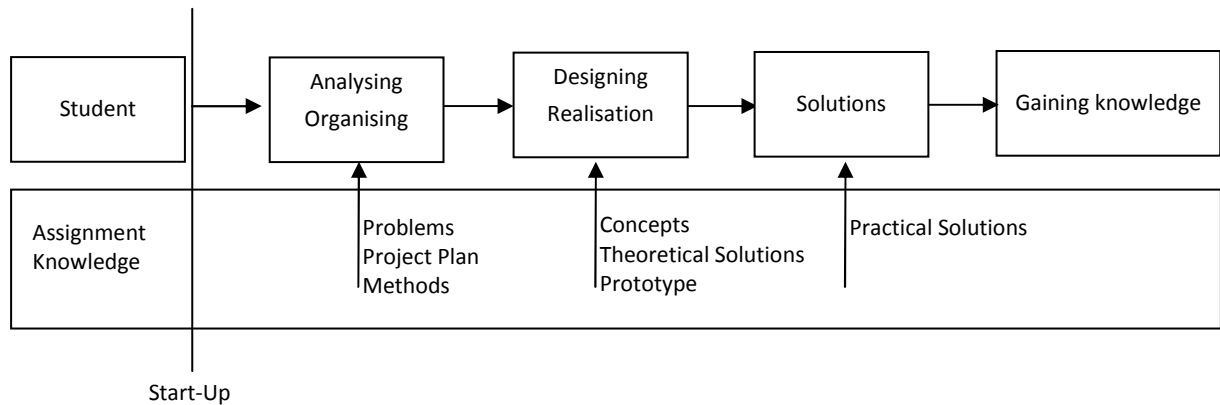 Student
Analysing
Organising
Designing
Realisation
Solutions
Gaining knowledge
Assignment
Knowledge
Problems
Project Plan
Methods
Concepts
Theoretical Solutions
Prototype
Practical Solutions
Start-Up